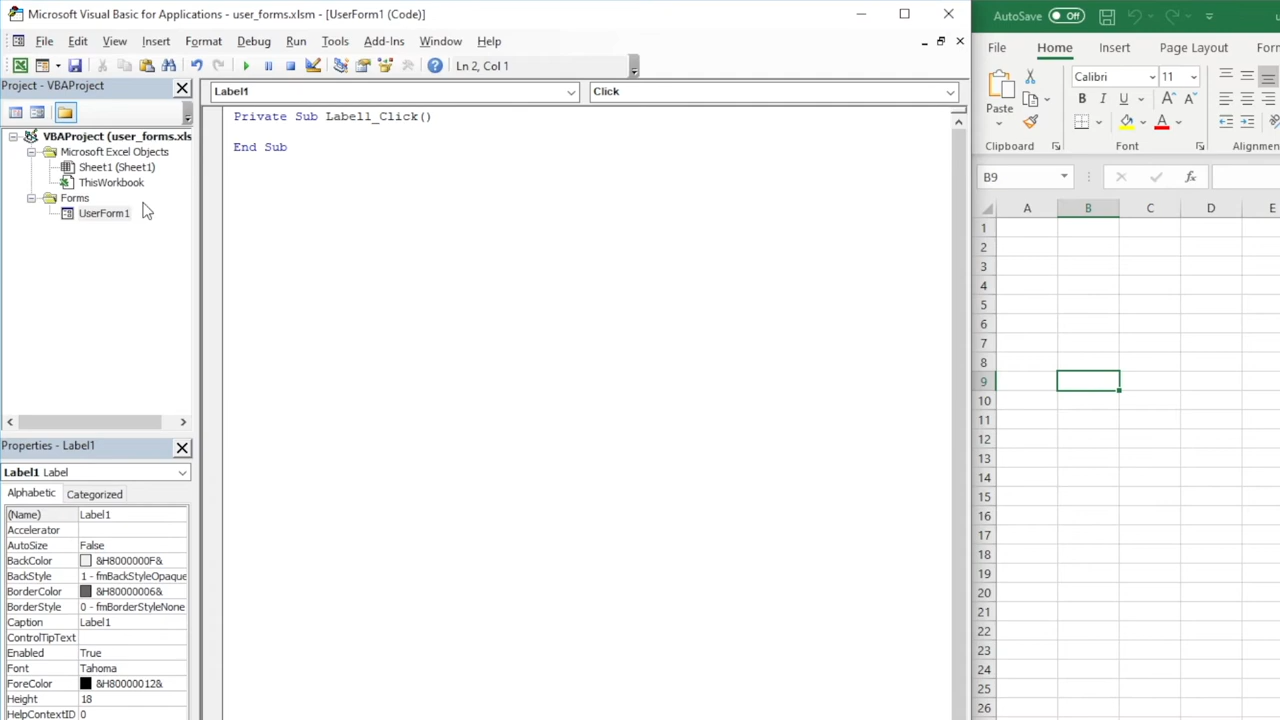 Microsoft Visual Basic for Applications - user_forms.xlsm - [UserForm1 (Code)]
File Edit View Insert Format Debug Run Tools Add-Ins Window Help
Ln 2, Col 1
Project - VBAProject
Label1
Click
VBAProject (user_forms.xls
Microsoft Excel Objects
Sheet1 (Sheet1)
ThisWorkbook
Forms
UserForm1
Private Sub Label1_Click()
End Sub
Properties - Label1
Label1 Label
Alphabetic Categorized
(Name) Label1
Accelerator
AutoSize False
BackColor &H8000000F&
BackStyle 1 - fmBackStyleOpaque
BorderColor &H80000006&
BorderStyle 0 - fmBorderStyleNone
Caption Label1
ControlTipText
Enabled True
Font Tahoma
ForeColor &H80000012&
Height 18
HelpContextID 0
AutoSave Off
File Home Insert Page Layout
Calibri 11
Paste
B I U A A
Clipboard Font Alignmen
B9 fx
A B C D E
1
2
3
4
5
6
7
8
9
10
11
12
13
14
15
16
17
18
19
20
21
22
23
24
25
26